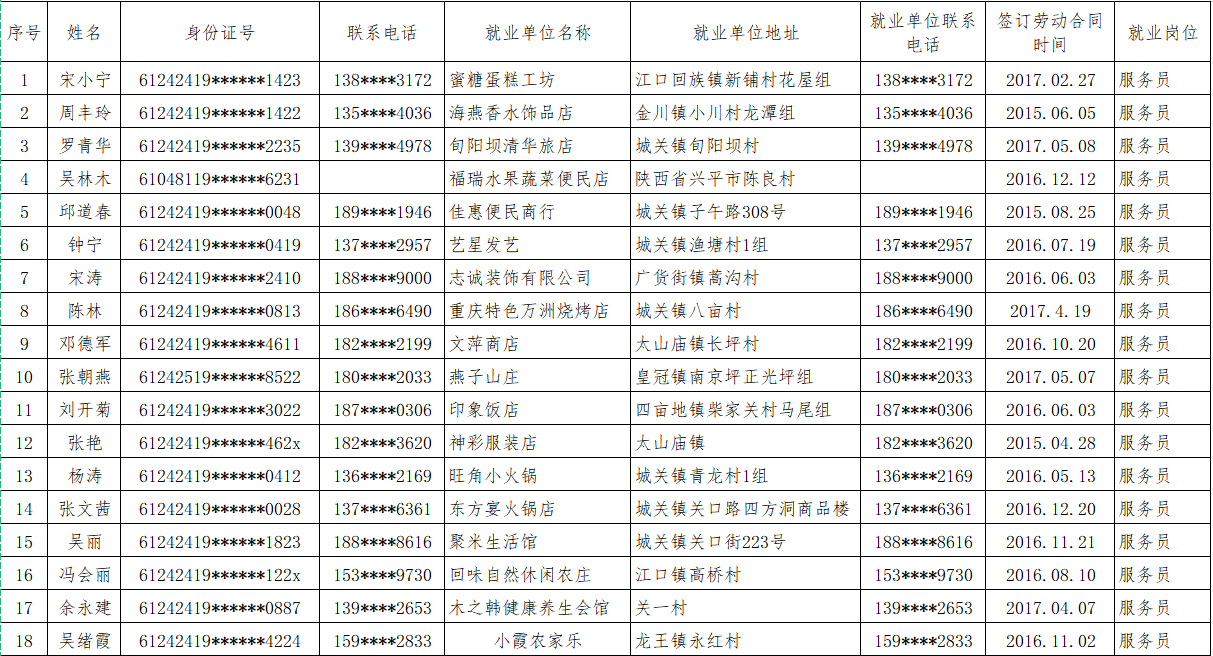 序号 姓名 身份证号 联系电话 就业单位名称 就业单位地址 就业单位联系电话 签订劳动合同时间 就业岗位
1 宋小宁 61242419******1423 138****3172 蜜糖蛋糕工坊 江口回族镇新铺村花屋组 138****3172 2017.02.27 服务员
2 周丰玲 61242419******1422 135****4036 海燕香水饰品店 金川镇小川村龙潭组 135****4036 2015.06.05 服务员
3 罗青华 61242419******2235 139****4978 旬阳坝清华旅店 城关镇旬阳坝村 139****4978 2017.05.08 服务员
4 吴林木 61048119******6231 福瑞水果蔬菜便民店 陕西省兴平市陈良村 2016.12.12 服务员
5 邱道春 61242419******0048 189****1946 佳惠便民商行 城关镇子午路308号 189****1946 2015.08.25 服务员
6 钟宁 61242419******0419 137****2957 艺星发艺 城关镇渔塘村1组 137****2957 2016.07.19 服务员
7 宋涛 61242419******2410 188****9000 志诚装饰有限公司 广货街镇蒿沟村 188****9000 2016.06.03 服务员
8 陈林 61242419******0813 186****6490 重庆特色万洲烧烤店 城关镇八亩村 186****6490 2017.4.19 服务员
9 邓德军 61242419******4611 182****2199 文萍商店 太山庙镇长坪村 182****2199 2016.10.20 服务员
10 张朝燕 61242519******8522 180****2033 燕子山庄 皇冠镇南京坪正光坪组 180****2033 2017.05.07 服务员
11 刘开菊 61242419******3022 187****0306 印象饭店 四亩地镇柴家关村马尾组 187****0306 2016.06.03 服务员
12 张艳 61242419******462x 182****3620 神彩服装店 太山庙镇 182****3620 2015.04.28 服务员
13 杨涛 61242419******0412 136****2169 旺角小火锅 城关镇青龙村1组 136****2169 2016.05.13 服务员
14 张文茜 61242419******0028 137****6361 东方宴火锅店 城关镇关口路四方洞商品楼 137****6361 2016.12.20 服务员
15 吴丽 61242419******1823 188****8616 聚米生活馆 城关镇关口街223号 188****8616 2016.11.21 服务员
16 冯会丽 61242419******122x 153****9730 回味自然休闲农庄 江口镇高桥村 153****9730 2016.08.10 服务员
17 余永建 61242419******0887 139****2653 木之韩健康养生会馆 关一村 139****2653 2017.04.07 服务员
18 吴绪霞 61242419******4224 159****2833 小霞农家乐 龙王镇永红村 159****2833 2016.11.02 服务员